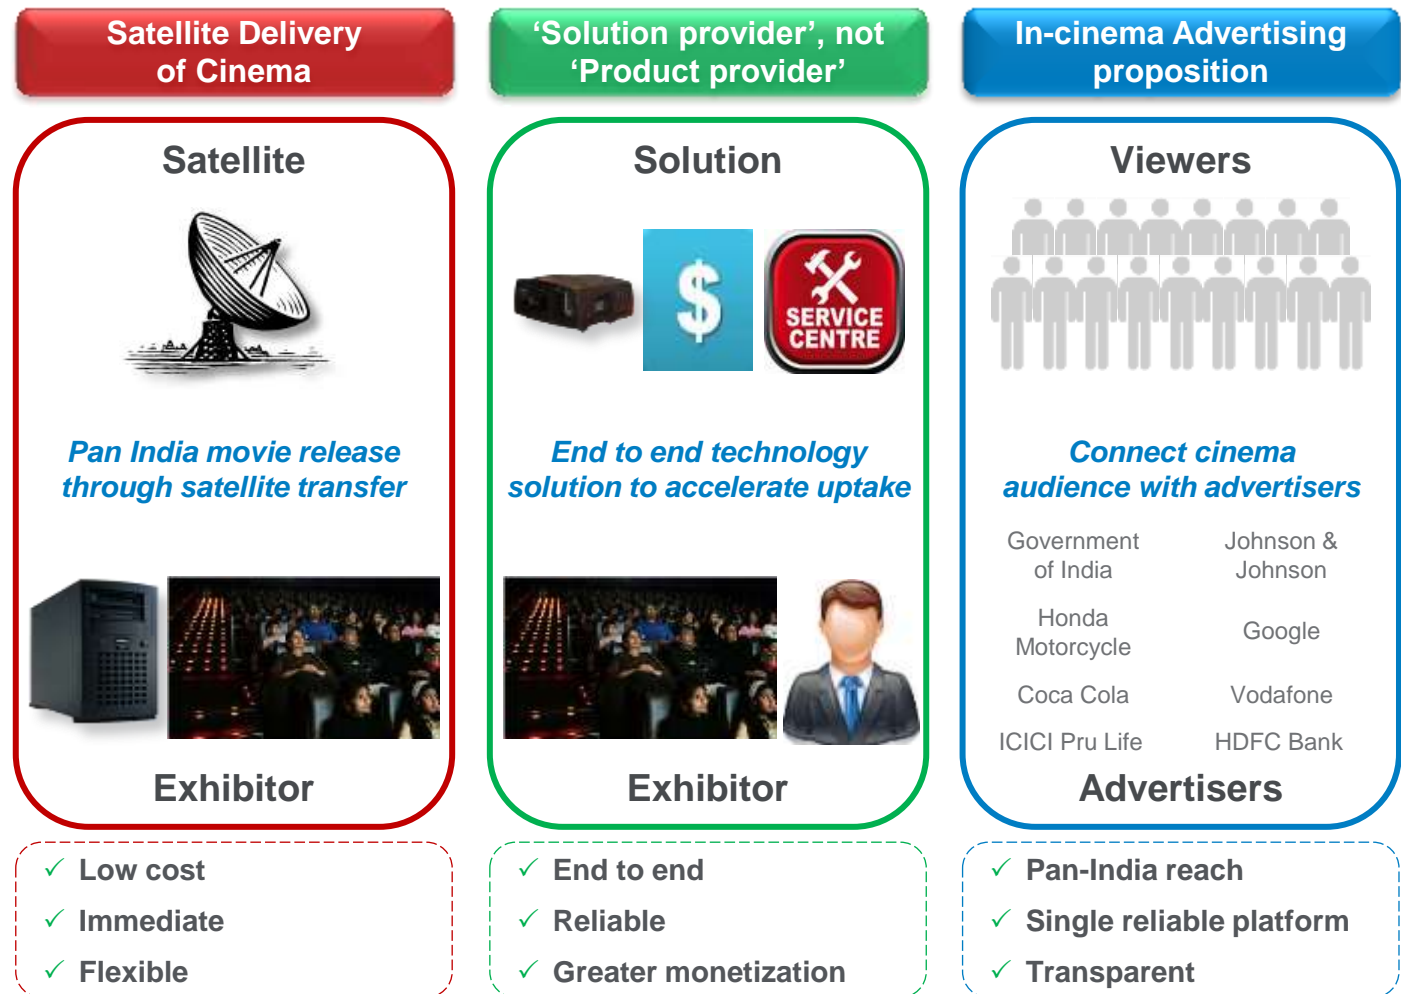 Satellite Delivery
of Cinema
Satellite
Pan India movie release
through satellite transfer
Exhibitor
✓ Low cost
✓ Immediate
✓ Flexible
‘Solution provider’, not
‘Product provider’
Solution
$
SERVICE
CENTRE
End to end technology
solution to accelerate uptake
Exhibitor
✓ End to end
✓ Reliable
✓ Greater monetization
In-cinema Advertising
proposition
Viewers
Connect cinema
audience with advertisers
Government
of India
Johnson &
Johnson
Honda
Motorcycle
Google
Coca Cola
Vodafone
ICICI Pru Life
HDFC Bank
Advertisers
✓ Pan-India reach
✓ Single reliable platform
✓ Transparent